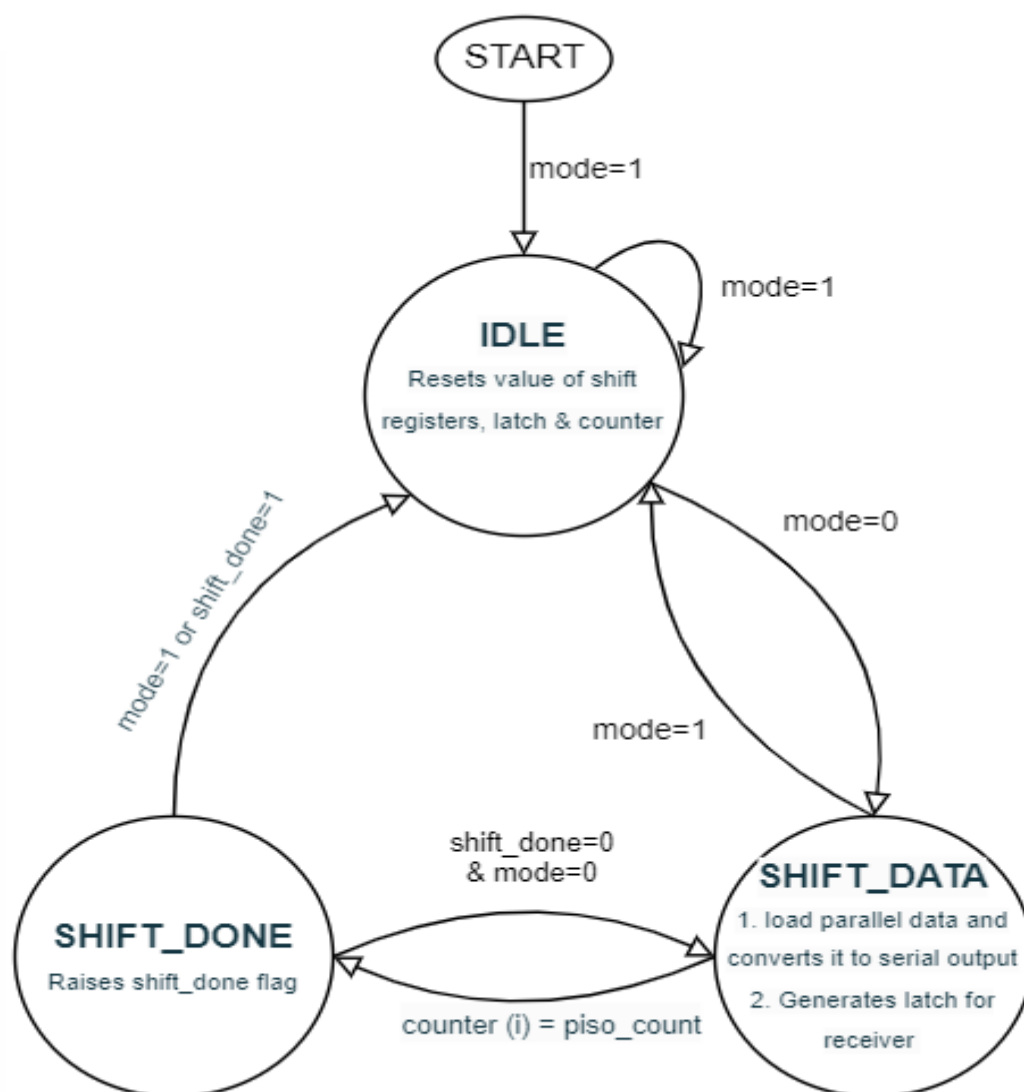 START
mode=1
mode=1
IDLE
Resets value of shift
registers, latch & counter
mode=0
mode=1 or shift_done=1
mode=1
shift_done=0
& mode=0
SHIFT_DATA
1. load parallel data and
converts it to serial output
2. Generates latch for
receiver
SHIFT_DONE
Raises shift_done flag
counter (i) = piso_count